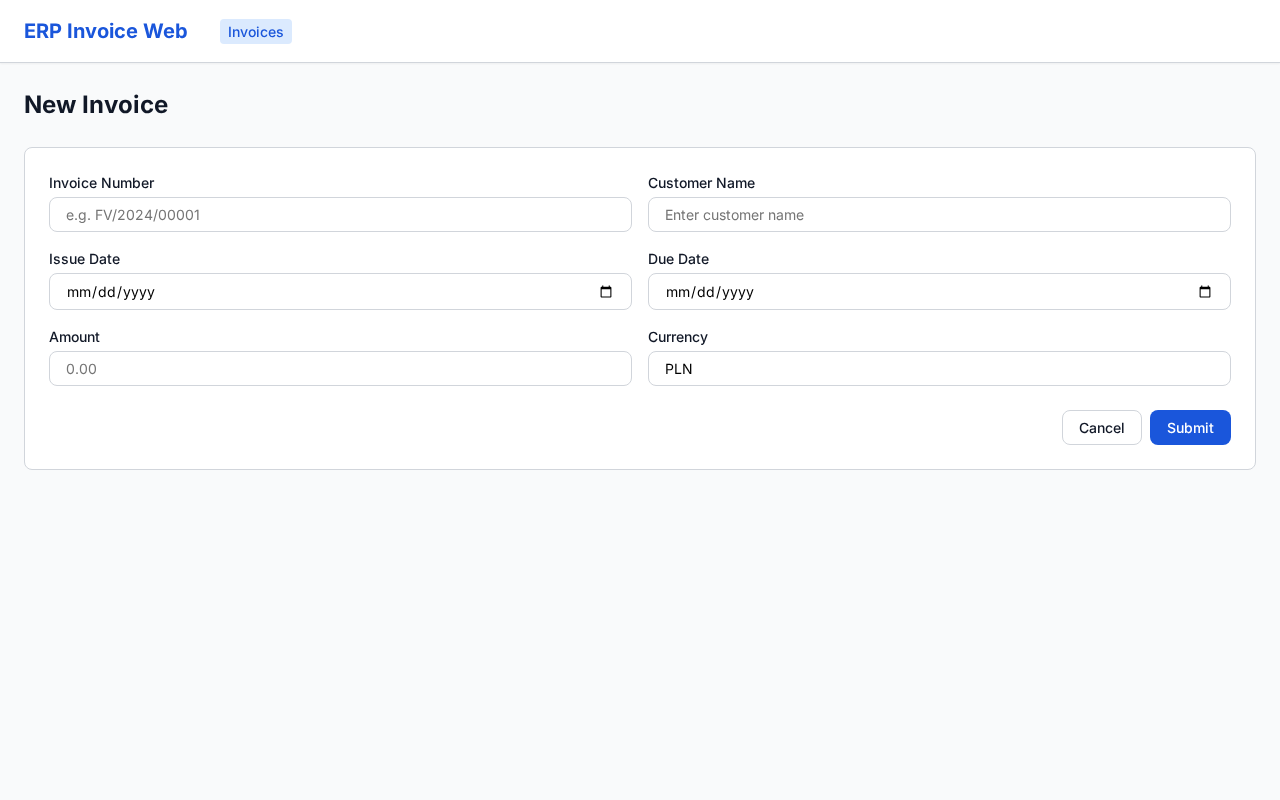 ERP Invoice Web
Invoices
New Invoice
Invoice Number
Customer Name
e.g. FV/2024/00001
Enter customer name
Issue Date
Due Date
mm/dd/yyyy
mm/dd/yyyy
Amount
Currency
0.00
PLN
Cancel
Submit